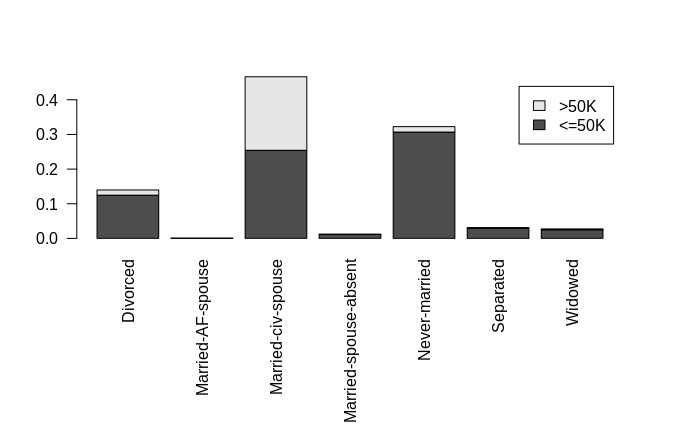 >50K
<=50K
0.4
0.3
0.2
0.1
0.0
Divorced
Married-AF-spouse
Married-civ-spouse
Married-spouse-absent
Never-married
Separated
Widowed